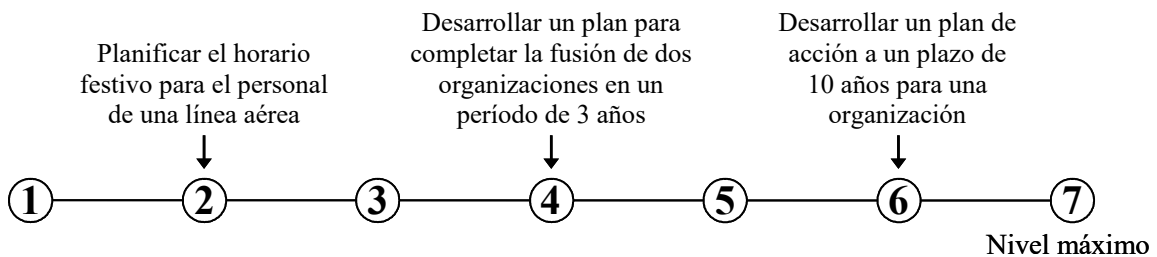 Planificar el horario
festivo para el personal
de una línea aérea
Desarrollar un plan para
completar la fusión de dos
organizaciones en un
período de 3 años
Desarrollar un plan de
acción a un plazo de
10 años para una
organización
1 2 3 4 5 6 7
Nivel máximo